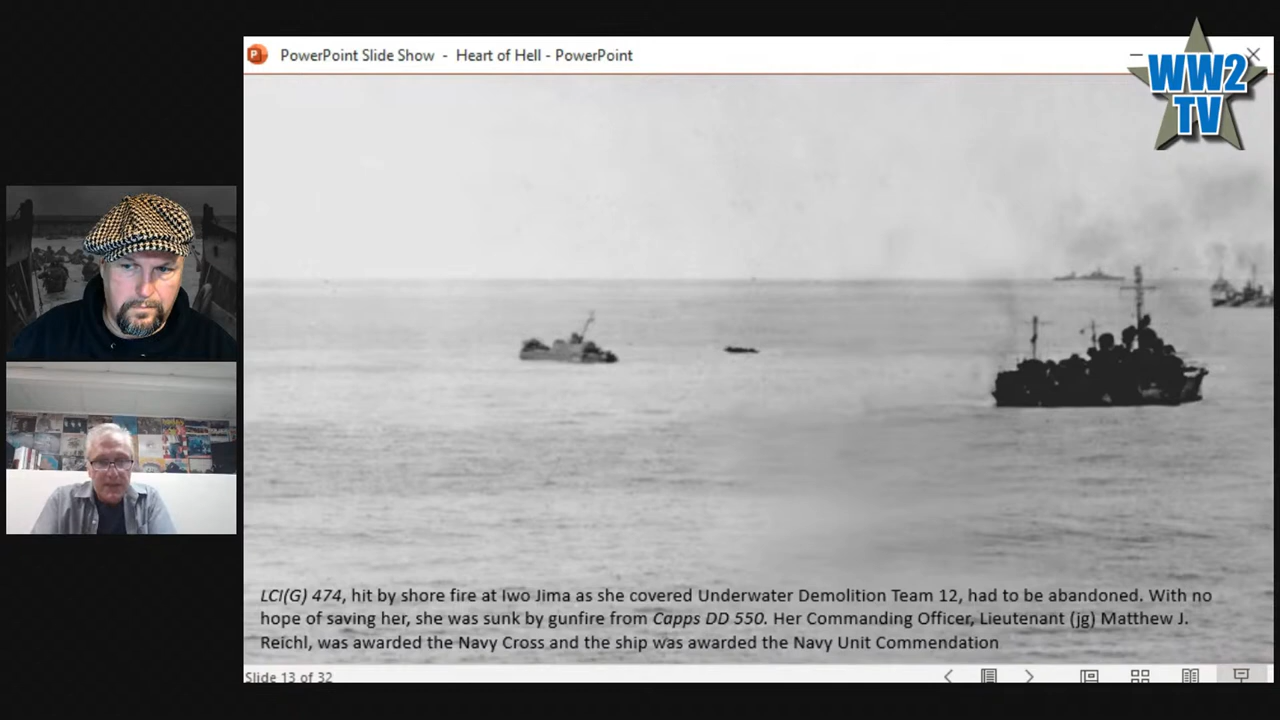 PowerPoint Slide Show - Heart of Hell - PowerPoint
WW2
TV
LCI(G) 474, hit by shore fire at Iwo Jima as she covered Underwater Demolition Team 12, had to be abandoned. With no
hope of saving her, she was sunk by gunfire from Capps DD 550. Her Commanding Officer, Lieutenant (jg) Matthew J.
Reichl, was awarded the Navy Cross and the ship was awarded the Navy Unit Commendation
Slide 13 of 32